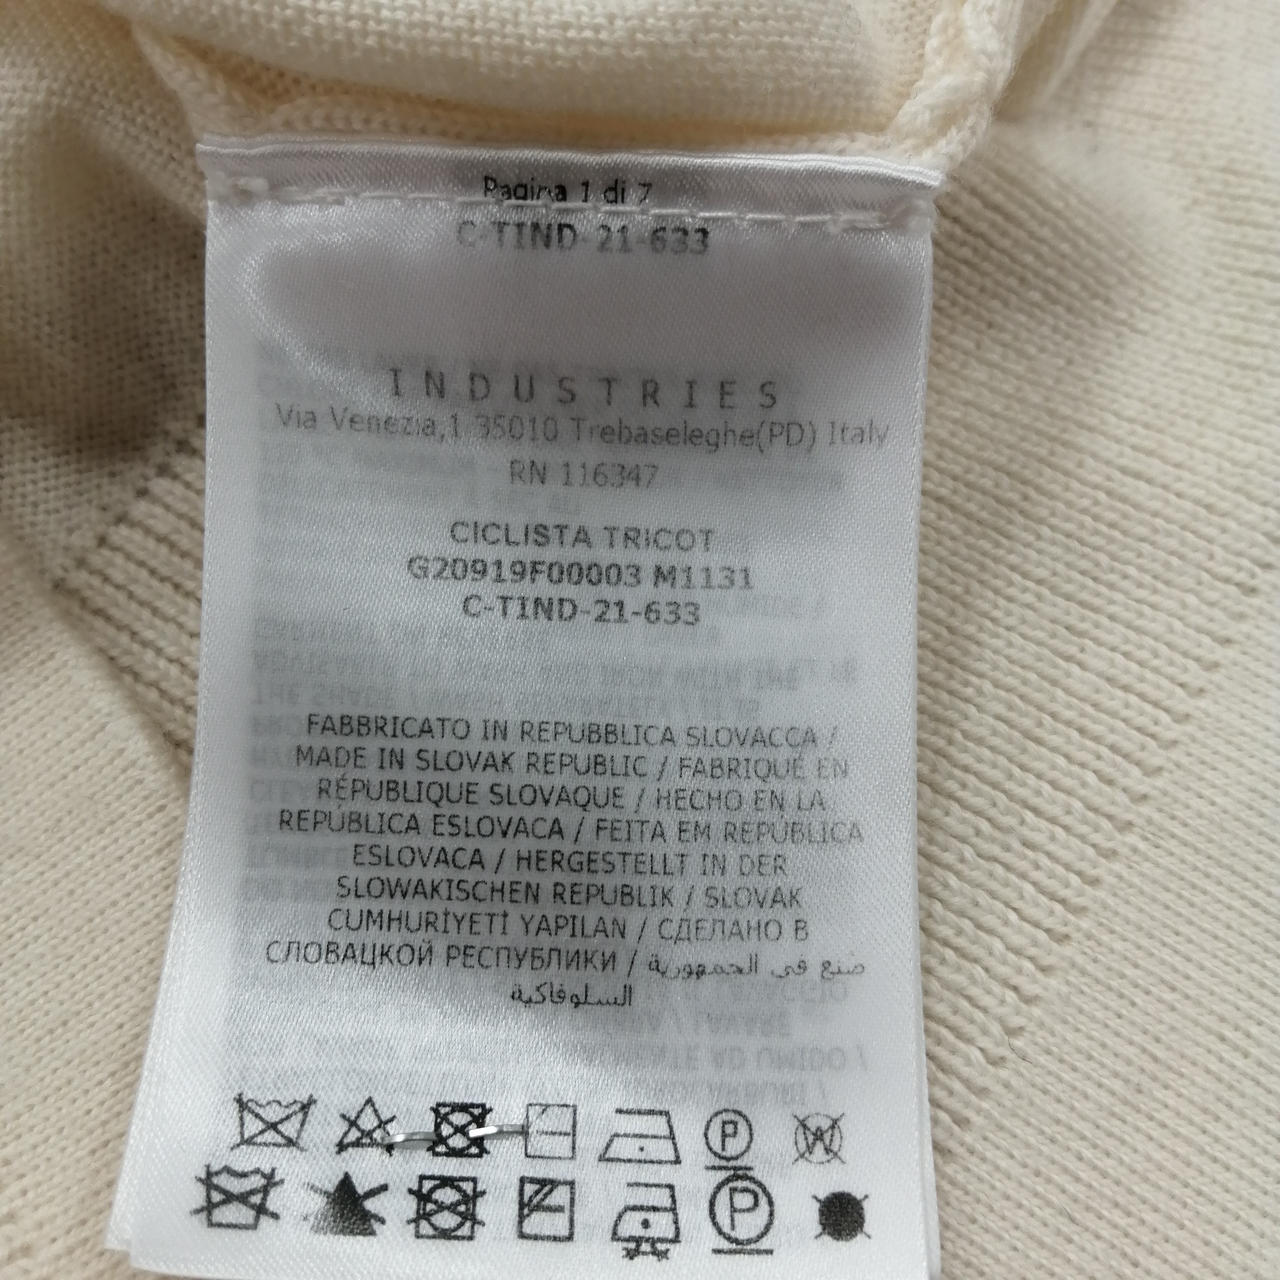 Pagina 1 di 7
C-TIND-21-633
INDUSTRIES
Via Venezia,1 35010 Trebaseleghe(PD) Italy
RN 116347
CICLISTA TRICOT
G20919F00003 M1131
C-TIND-21-633
FABBRICATO IN REPUBBLICA SLOVACCA /
MADE IN SLOVAK REPUBLIC / FABRIQUÉ EN
RÉPUBLIQUE SLOVAQUE / HECHO EN LA
REPÚBLICA ESLOVACA / FEITA EM REPÚBLICA
ESLOVACA / HERGESTELLT IN DER
SLOWAKISCHEN REPUBLIK / SLOVAK
CUMHURİYETİ YAPILAN / СДЕЛАНО В
СЛОВАЦКОЙ РЕСПУБЛИКИ / صنع في الجمهورية
السلوفاكية
P W
P